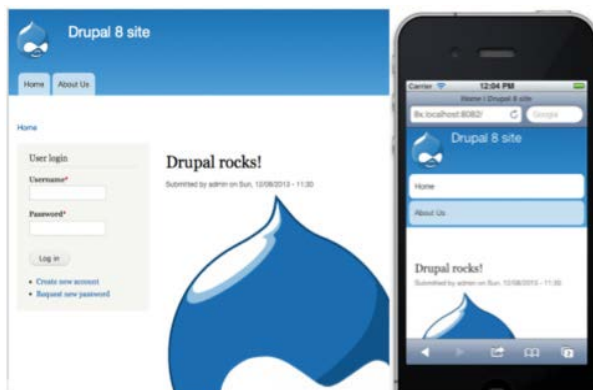 Drupal 8 site
Home
About Us
Home
User login
Username*
Password*
Log in
Create new account
Request new password
Drupal rocks!
Submitted by admin on Sun, 12/08/2013 - 11:30
Carrier
12:04 PM
Home | Drupal 8 site
8x.localhost:8082/
Google
Drupal 8 site
Home
About Us
Drupal rocks!
Submitted by admin on Sun, 12/08/2013 - 11:30